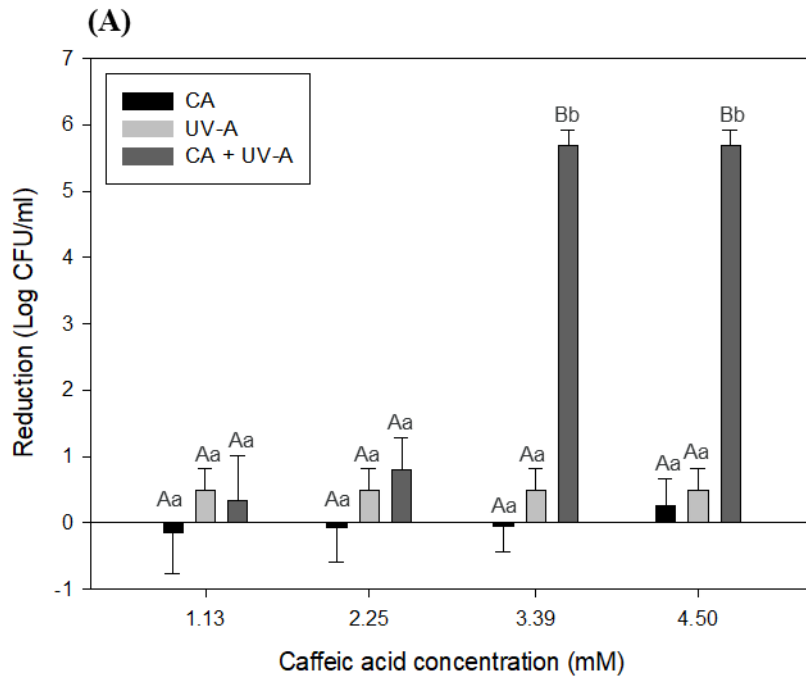 (A)
7
6
5
4
3
2
1
0
-1
Reduction (Log CFU/ml)
CA
UV-A
CA + UV-A
Aa
Aa
Aa
Aa
Aa
Aa
Aa
Aa
Bb
Aa
Aa
Bb
1.13
2.25
3.39
4.50
Caffeic acid concentration (mM)